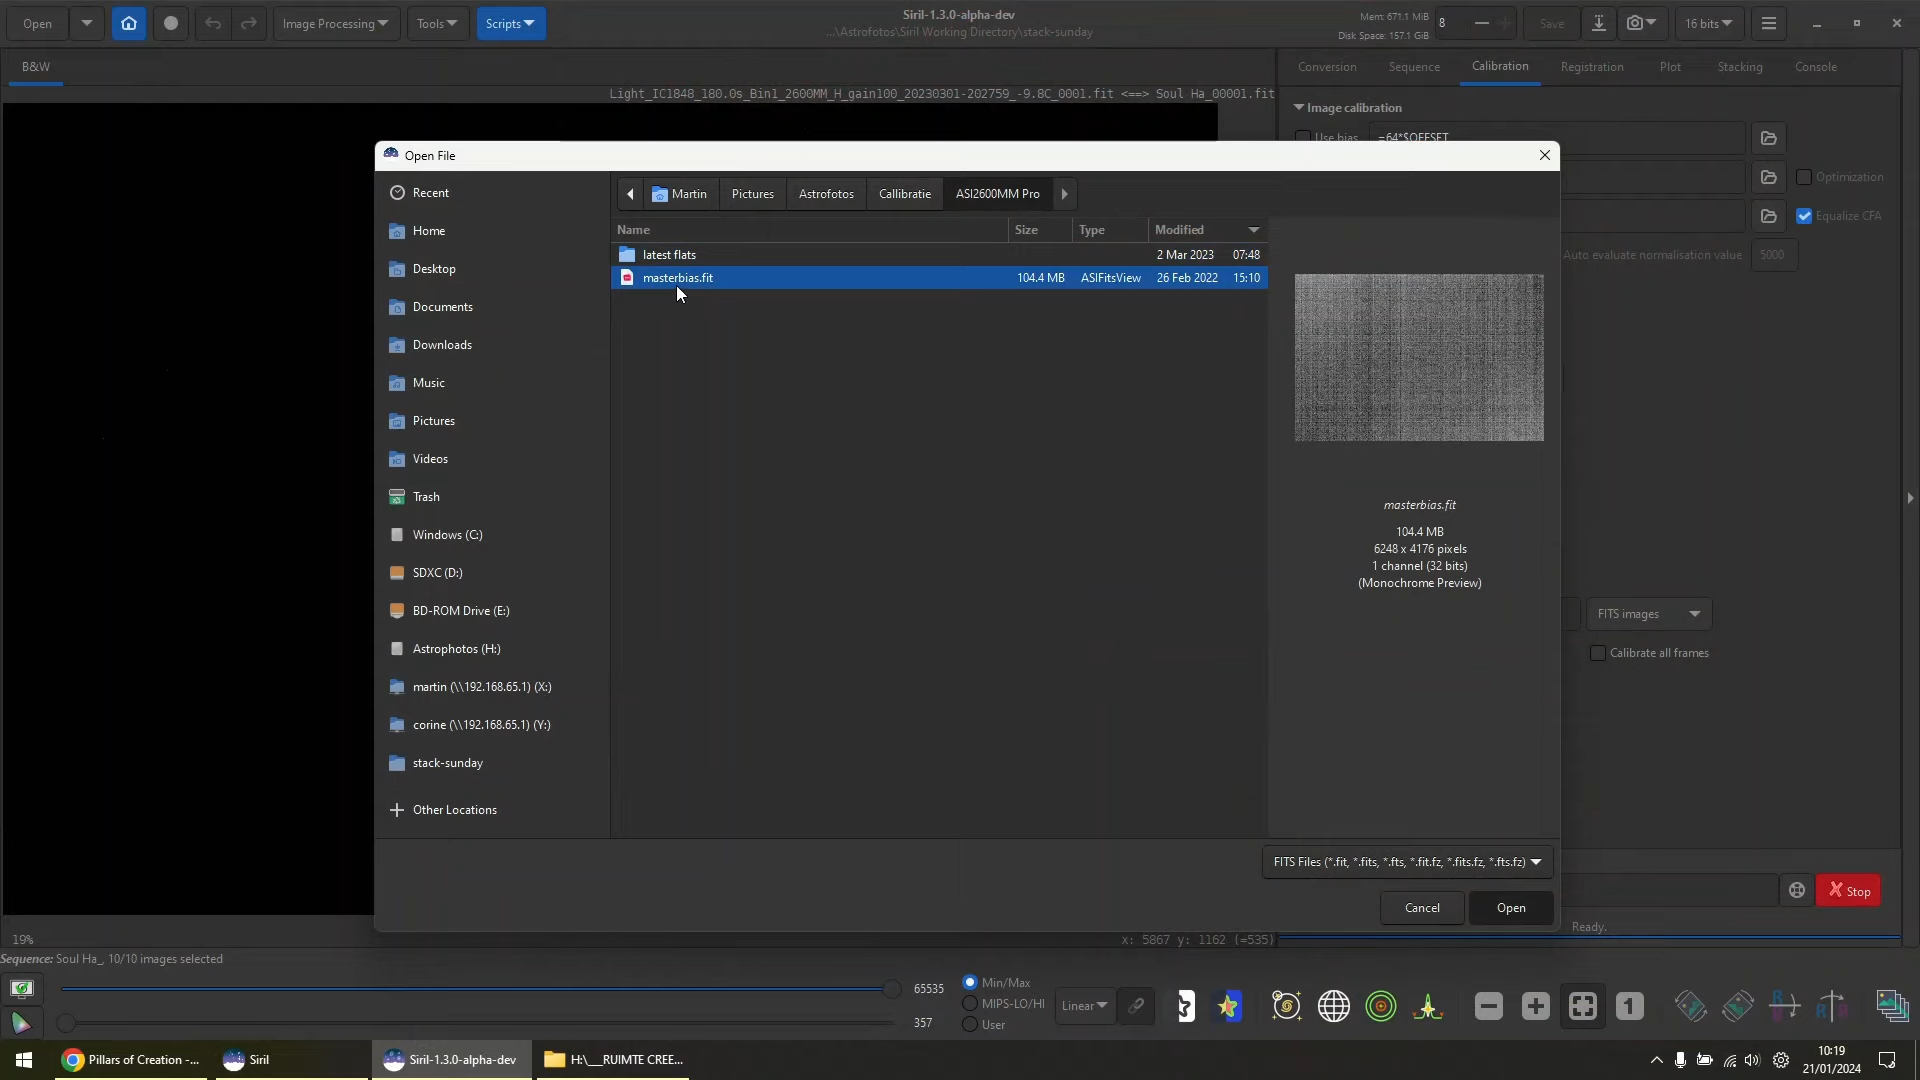 Open
Image Processing
Tools
Scripts
Siril-1.3.0-alpha-dev
...\Astrofotos\Siril Working Directory\stack-sunday
Mem: 671.1 MiB
Disk Space: 157.1 GiB
8
Save
16 bits
B&W
Conversion
Sequence
Calibration
Registration
Plot
Stacking
Console
Light_IC1848_180.0s_Bin1_2600MM_H_gain100_20230301-202759_-9.8C_0001.fit <==> Soul Ha_00001.fit
Image calibration
Use bias
=64*$OFFSET
Optimization
Equalize CFA
Auto evaluate normalisation value
5000
Open File
Recent
Home
Desktop
Documents
Downloads
Music
Pictures
Videos
Trash
Windows (C:)
SDXC (D:)
BD-ROM Drive (E:)
Astrophotos (H:)
martin (\\192.168.65.1) (X:)
corine (\\192.168.65.1) (Y:)
stack-sunday
Other Locations
Martin
Pictures
Astrofotos
Callibratie
ASI2600MM Pro
Name
Size
Type
Modified
latest flats
2 Mar 2023 07:48
masterbias.fit
104.4 MB
ASIFitsView
26 Feb 2022 15:10
masterbias.fit
104.4 MB
6248 x 4176 pixels
1 channel (32 bits)
(Monochrome Preview)
FITS Files (*.fit, *.fits, *.fts, *.fit.fz, *.fits.fz, *.fts.fz)
Cancel
Open
FITS images
Calibrate all frames
Stop
Ready.
19%
x: 5867 y: 1162 (=535)
Sequence: Soul Ha_, 10/10 images selected
65535
357
Min/Max
MIPS-LO/HI
User
Linear
1
Pillars of Creation -...
Siril
Siril-1.3.0-alpha-dev
H:\__RUIMTE CREE...
10:19
21/01/2024